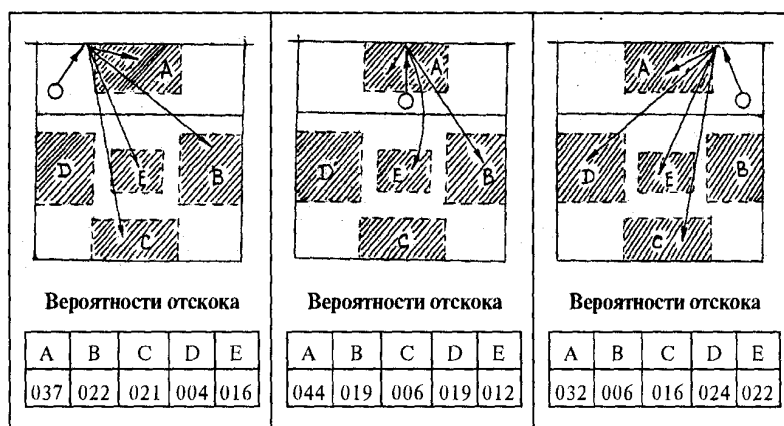 A
D
E
B
C
Вероятности отскока
A B C D E
037 022 021 004 016
A
D
E
B
C
Вероятности отскока
A B C D E
044 019 006 019 012
A
D
E
B
C
Вероятности отскока
A B C D E
032 006 016 024 022